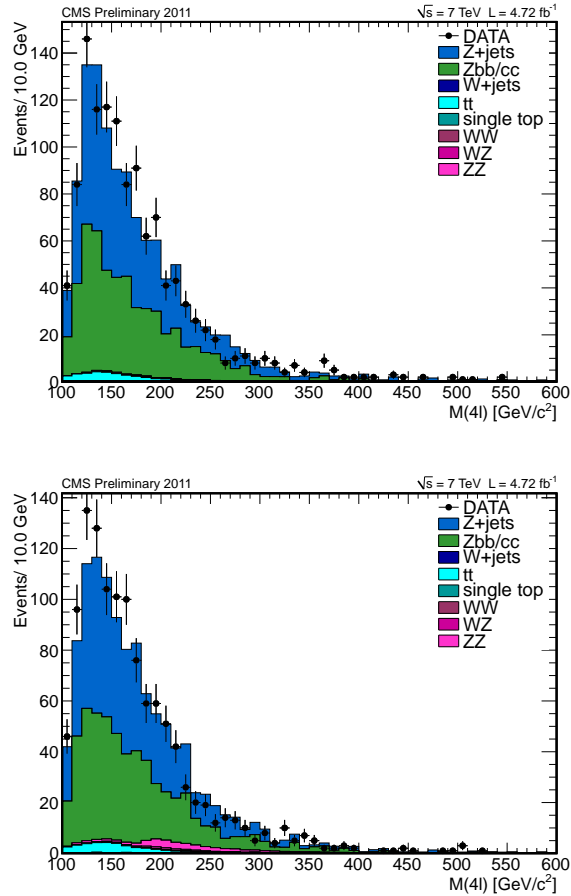 CMS Preliminary 2011 √s = 7 TeV L = 4.72 fb⁻¹
Events/ 10.0 GeV
140
120
100
80
60
40
20
0
DATA
Z+jets
Zbb/cc
W+jets
tt
single top
WW
WZ
ZZ
100 150 200 250 300 350 400 450 500 550 600
M(4l) [GeV/c²]
CMS Preliminary 2011 √s = 7 TeV L = 4.72 fb⁻¹
Events/ 10.0 GeV
140
120
100
80
60
40
20
0
DATA
Z+jets
Zbb/cc
W+jets
tt
single top
WW
WZ
ZZ
100 150 200 250 300 350 400 450 500 550 600
M(4l) [GeV/c²]